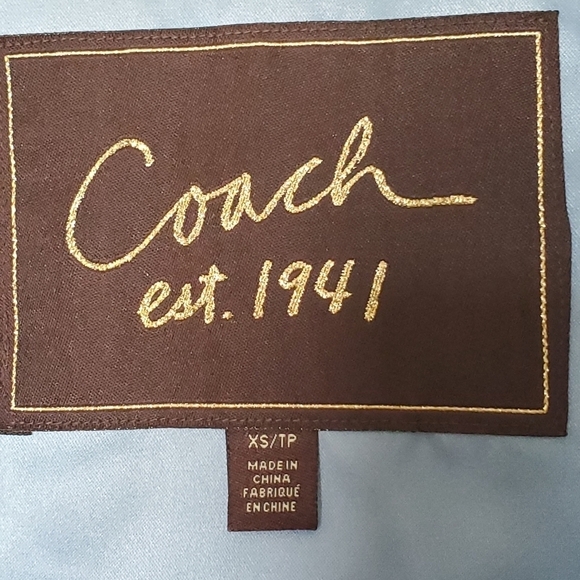 Coach
est. 1941
XS/TP
MADE IN
CHINA
FABRIQUÉ
EN CHINE